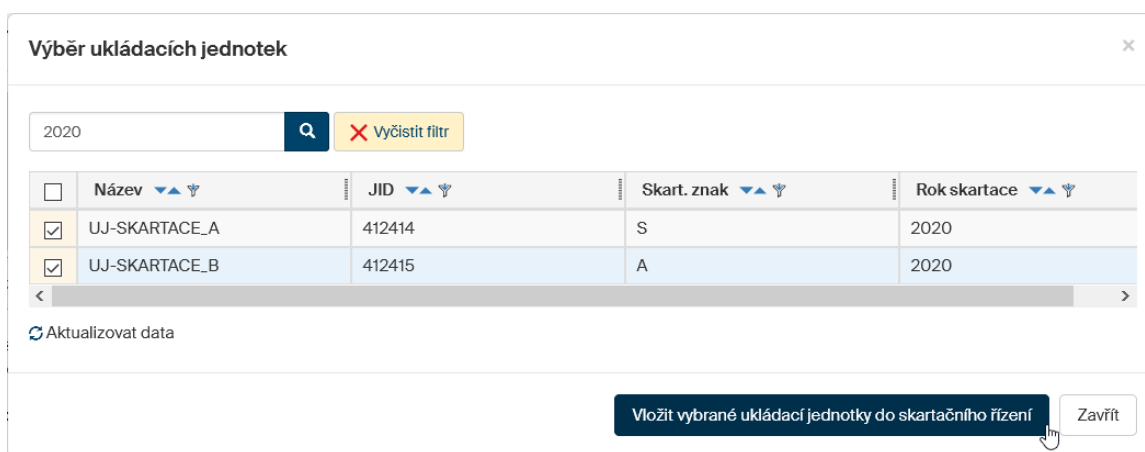 Výběr ukládacích jednotek
2020 Vyčistit filtr
Název JID Skart. znak Rok skartace
UJ-SKARTACE_A 412414 S 2020
UJ-SKARTACE_B 412415 A 2020
Aktualizovat data
Vložit vybrané ukládací jednotky do skartačního řízení Zavřít